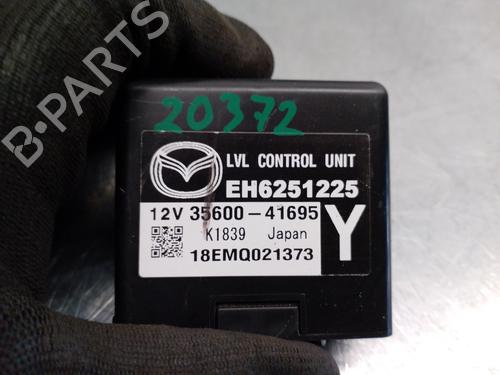 20372
LVL CONTROL UNIT
EH6251225
12V 35600-41695
K1839 Japan
Y
18EMQ021373
B-PARTS